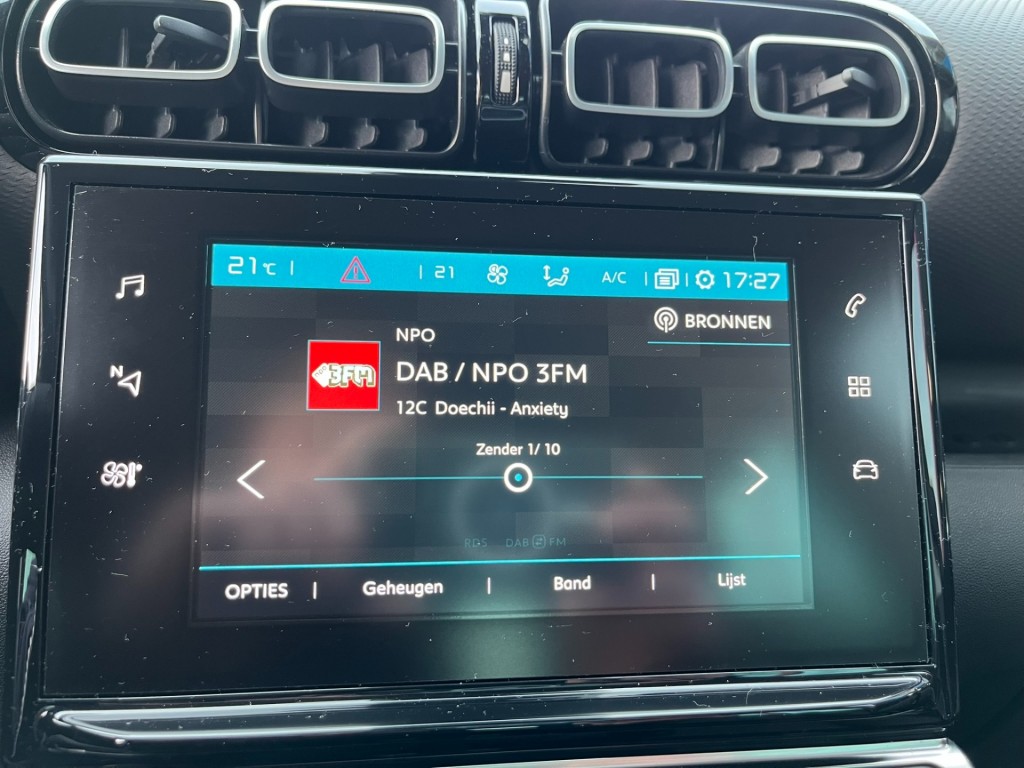 21°C | | 21 A/C | | 17:27
BRONNEN
NPO
3FM
DAB / NPO 3FM
12C Doechii - Anxiety
Zender 1/ 10
N
RDS DAB FM
OPTIES | Geheugen | Band | Lijst